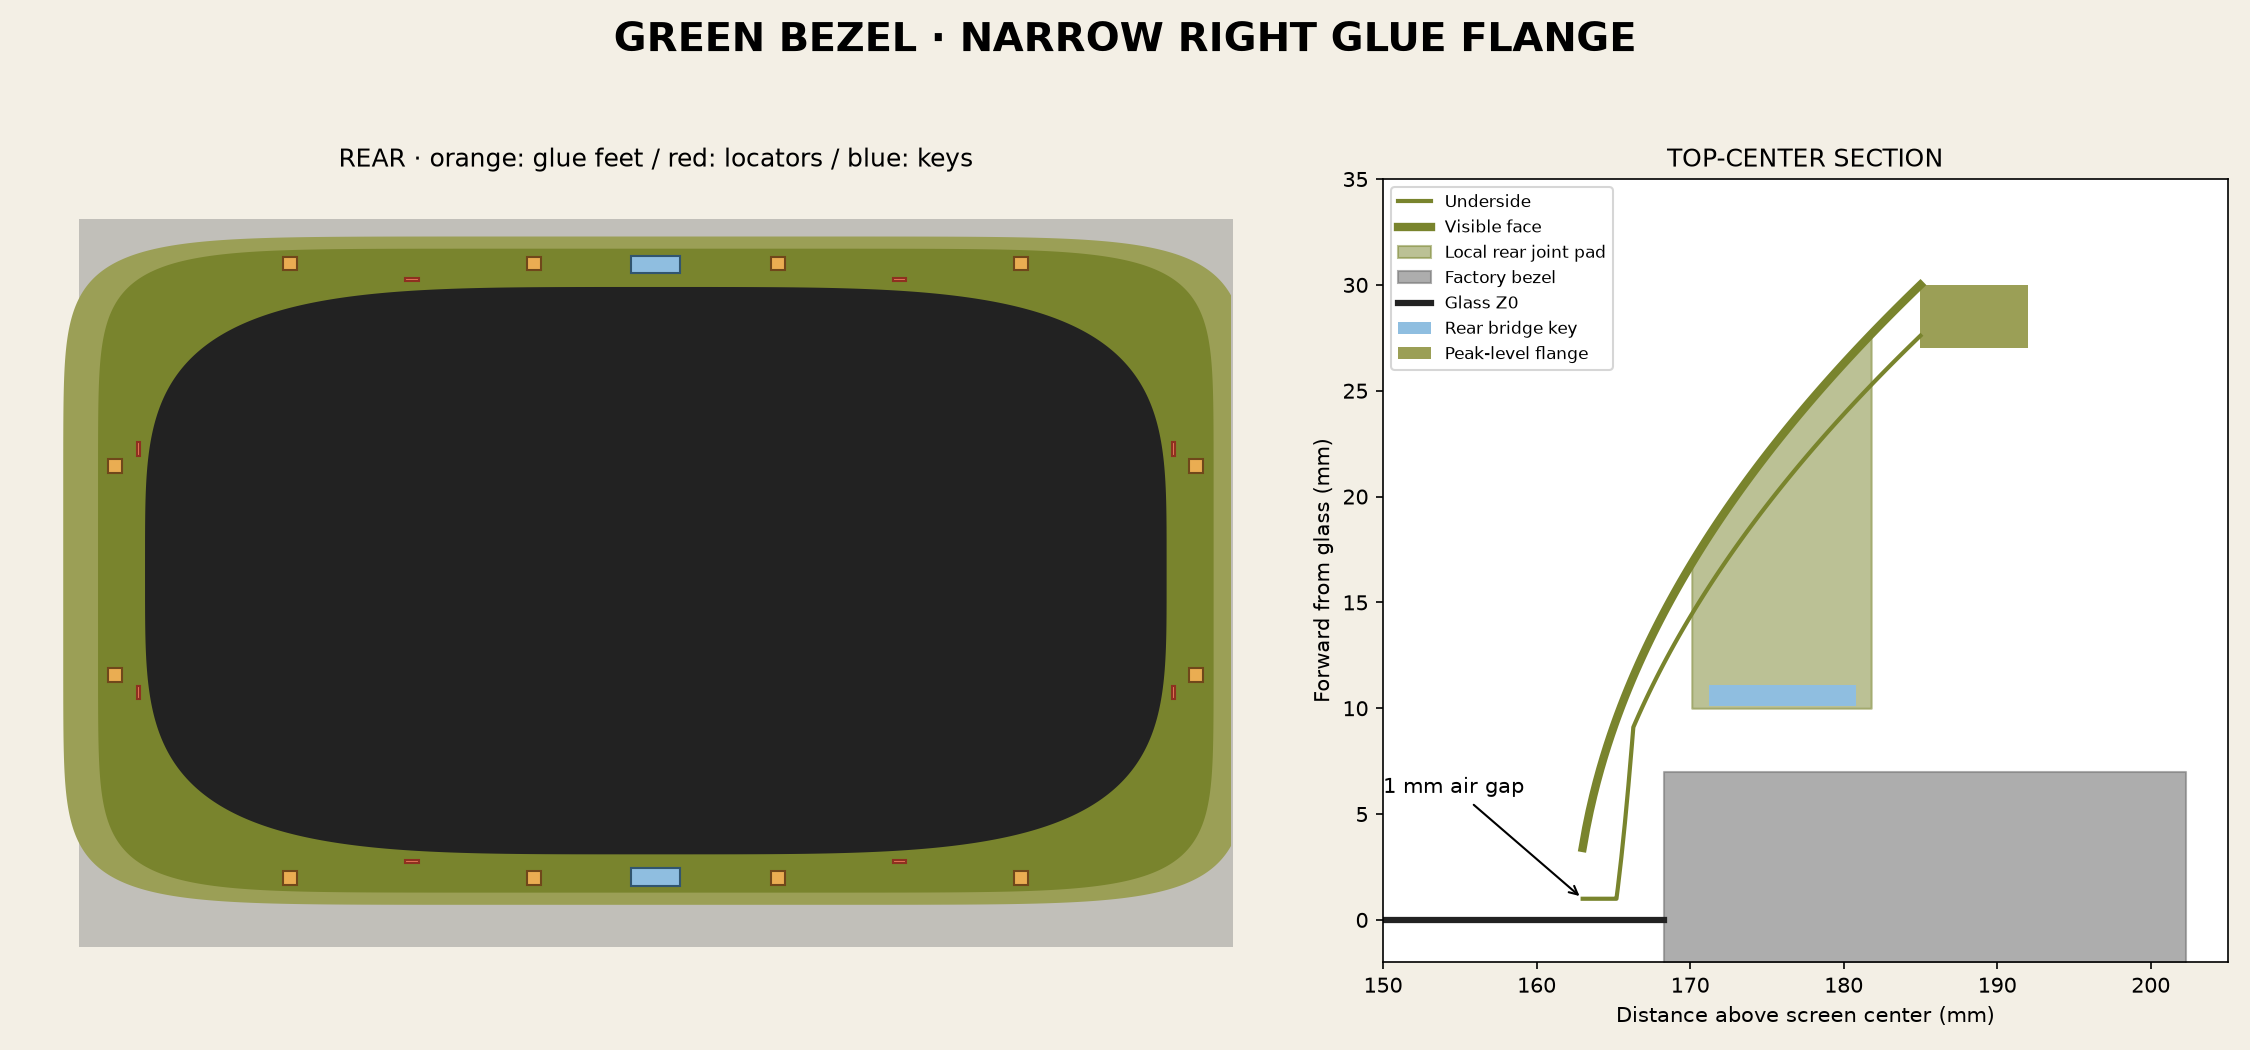 GREEN BEZEL · NARROW RIGHT GLUE FLANGE
REAR · orange: glue feet / red: locators / blue: keys
TOP-CENTER SECTION
Underside
Visible face
Local rear joint pad
Factory bezel
Glass Z0
Rear bridge key
Peak-level flange
1 mm air gap
Forward from glass (mm)
35
30
25
20
15
10
5
0
150 160 170 180 190 200
Distance above screen center (mm)